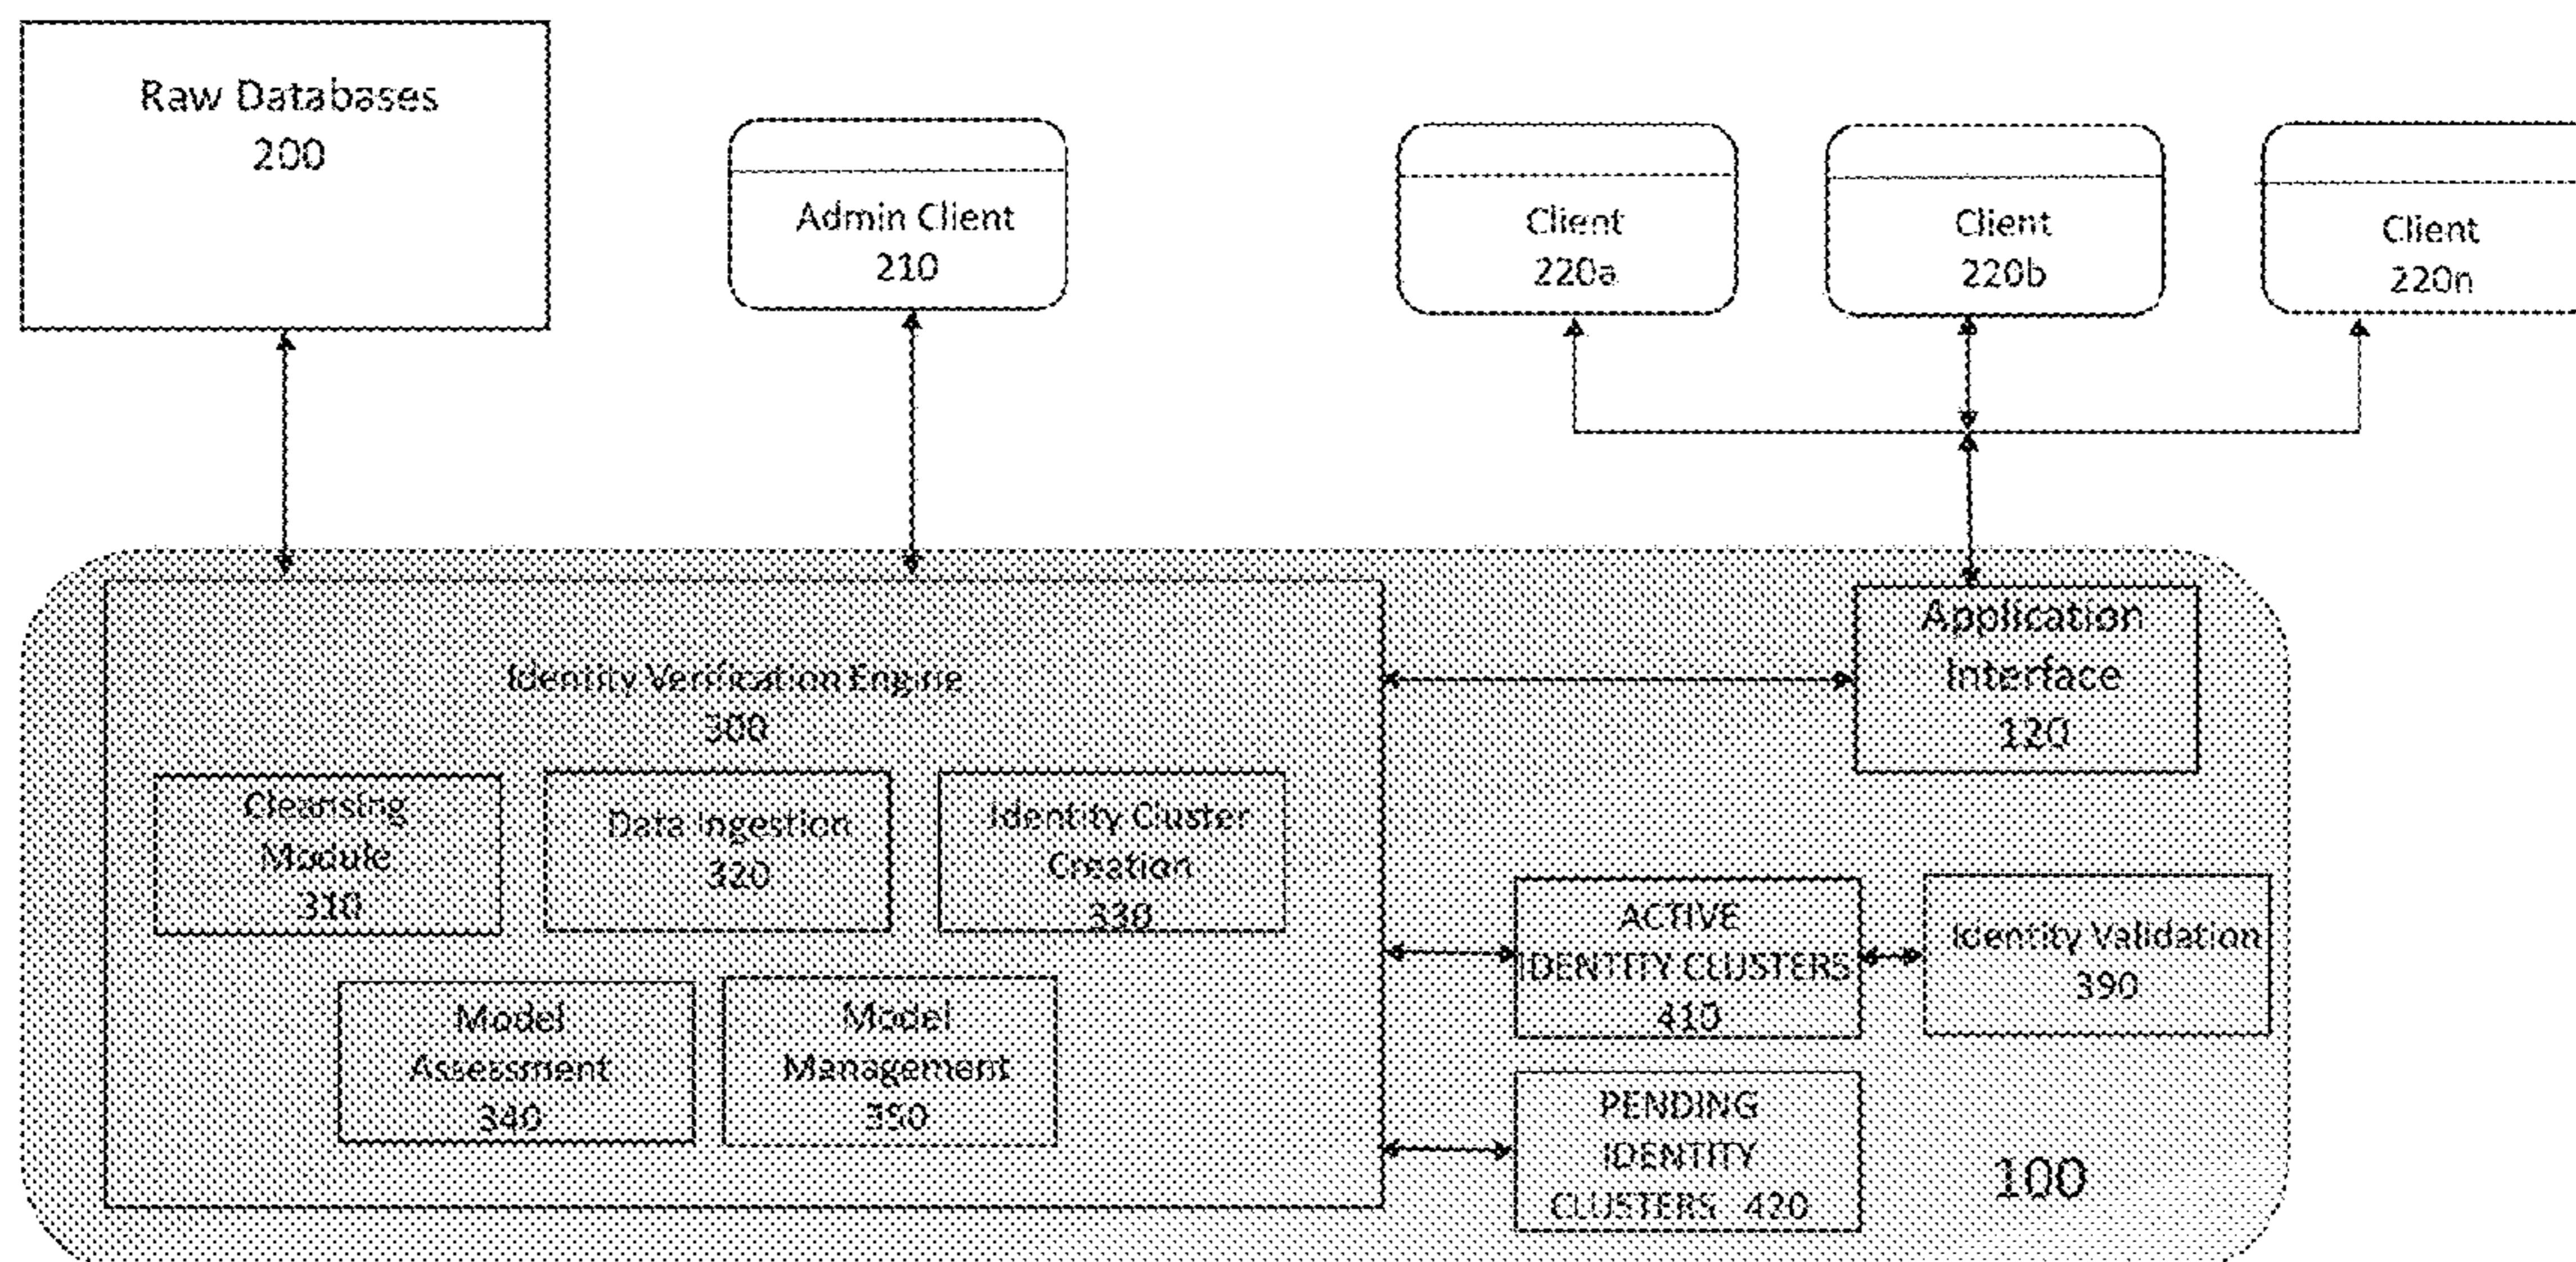 Raw Databases
200
Admin Client
210
Client
220a
Client
220b
Client
220n
Identity Verification Engine
300
Application
Interface
120
Cleansing
Module
310
Data Ingestion
320
Identity Cluster
Creation
330
Model
Assessment
340
Model
Management
350
ACTIVE
IDENTITY CLUSTERS
410
Identity Validation
390
PENDING
IDENTITY
CLUSTERS 420
100